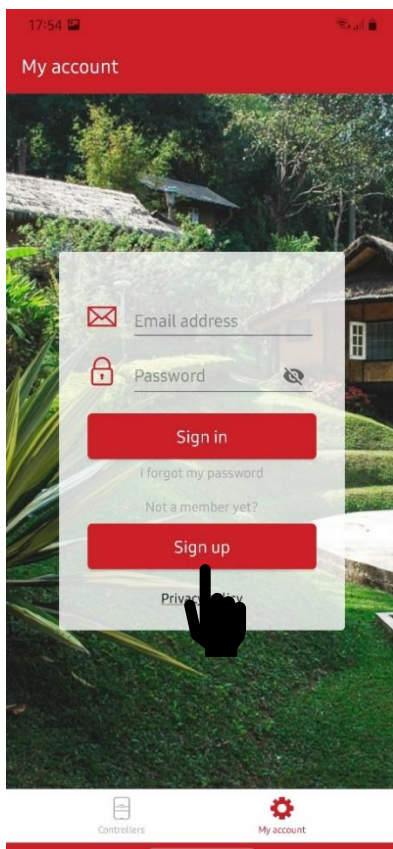 17:54
My account
Email address
Password
Sign in
I forgot my password
Not a member yet?
Sign up
Privacy
Controllers
My account